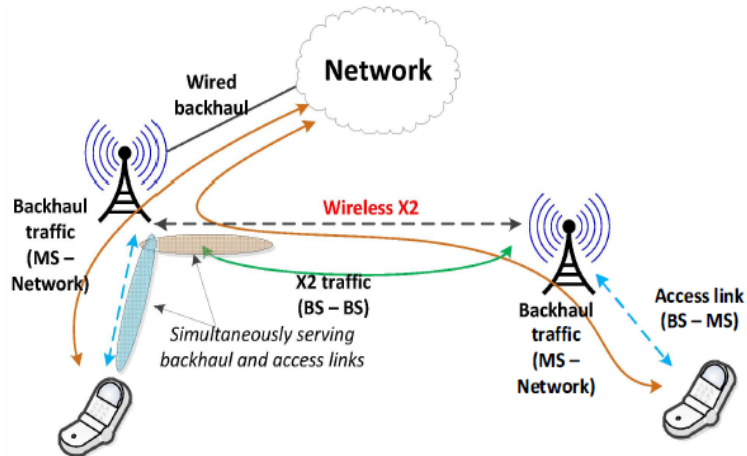 Network
Wired
backhaul
Backhaul
traffic
(MS –
Network)
Wireless X2
X2 traffic
(BS – BS)
Simultaneously serving
backhaul and access links
Backhaul
traffic
(MS –
Network)
Access link
(BS – MS)